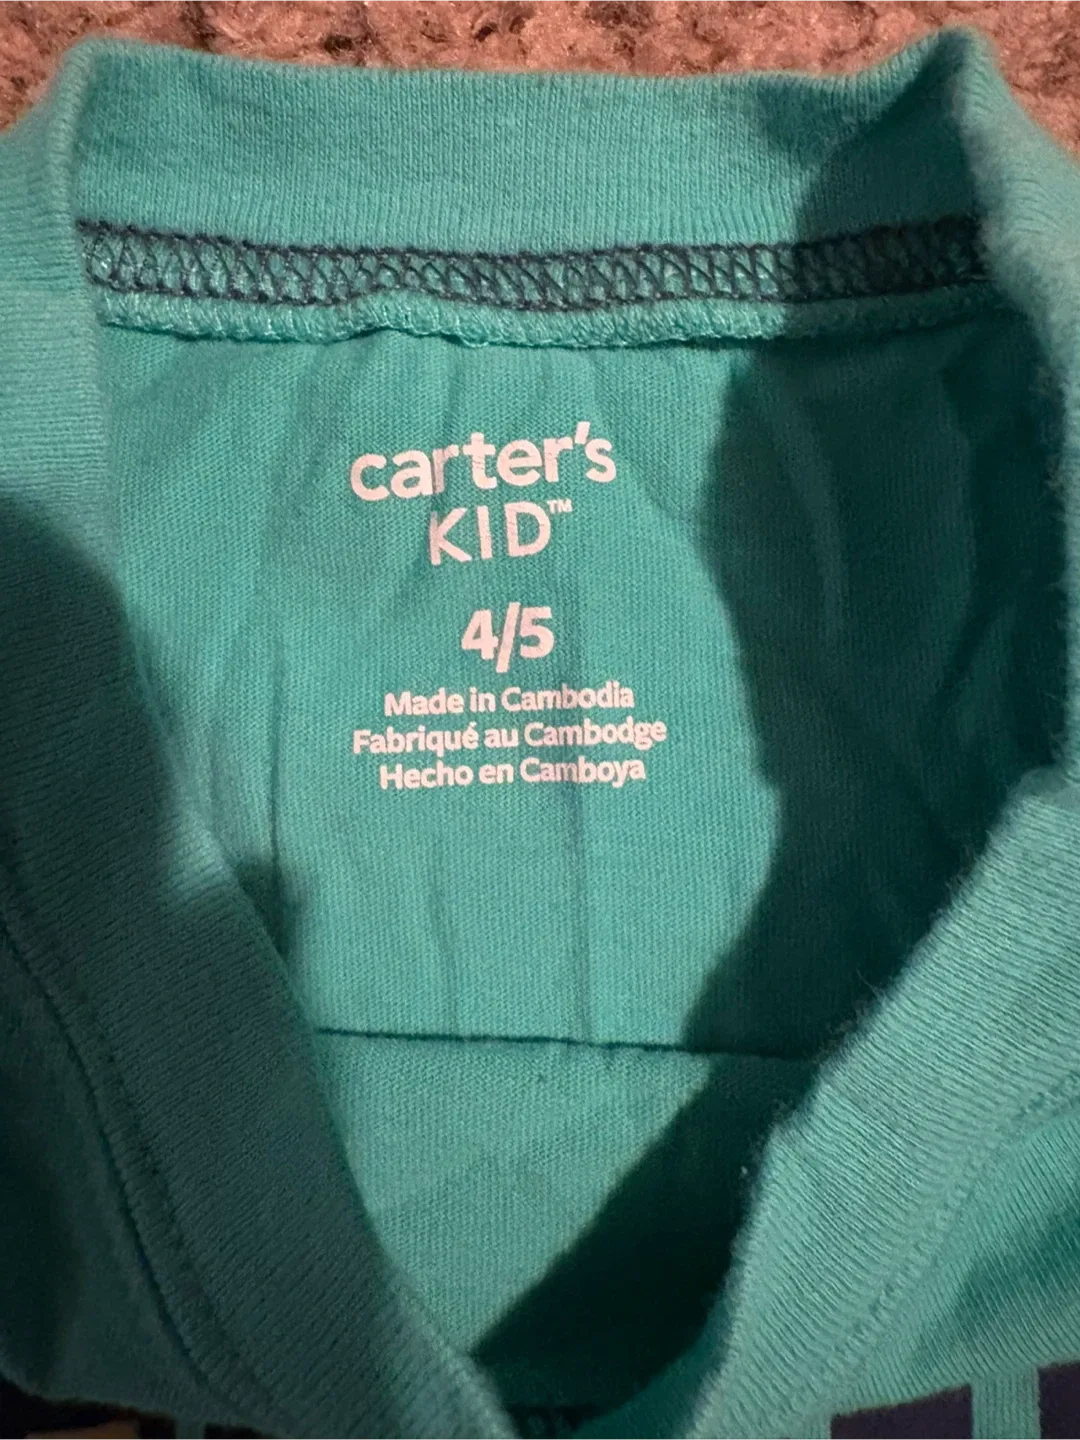 carter's
KID™
4/5
Made in Cambodia
Fabriqué au Cambodge
Hecho en Camboya